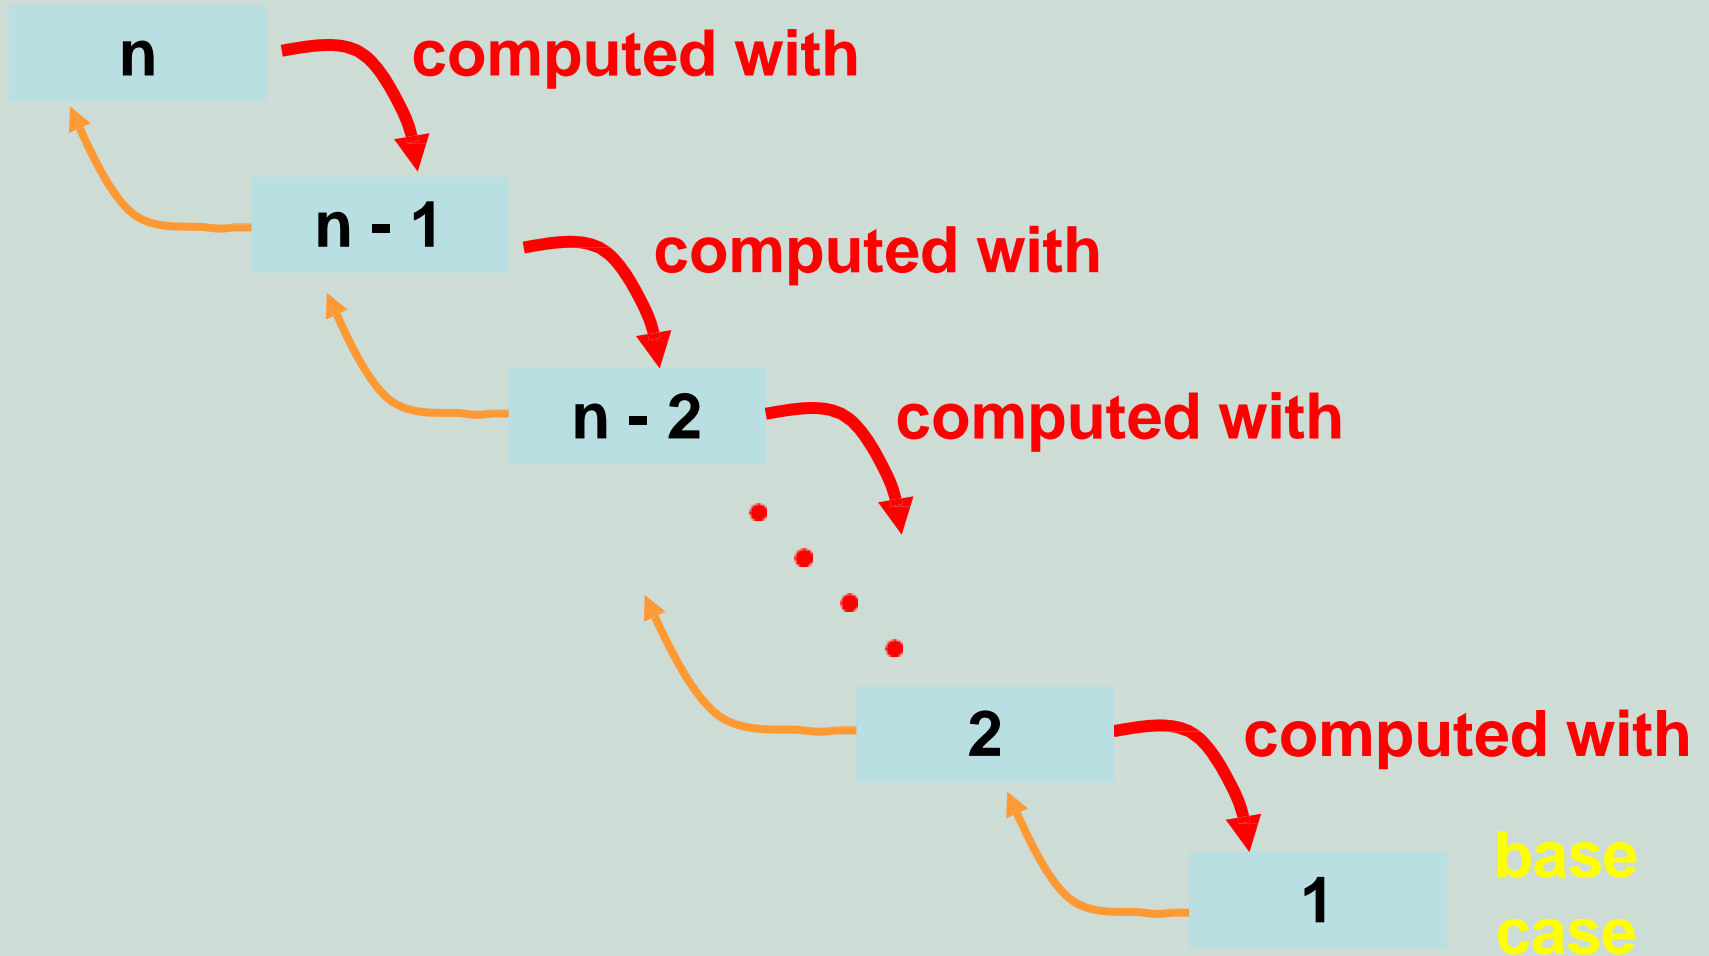 n
computed with
n - 1
computed with
n - 2
computed with
2
computed with
1
base
case